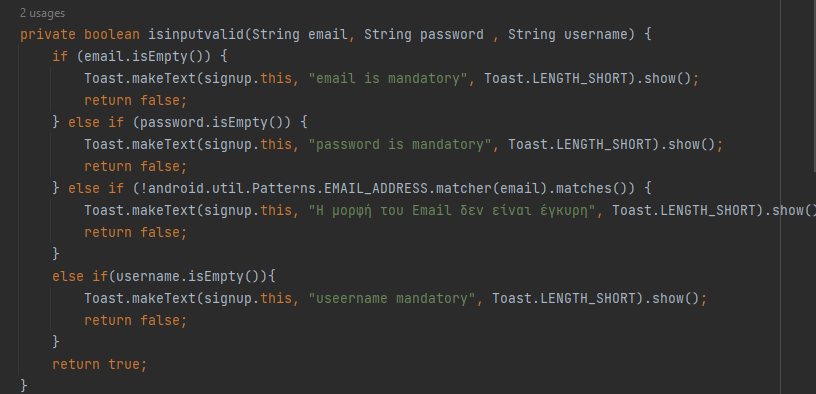 2 usages
private boolean isinputvalid(String email, String password , String username) {
if (email.isEmpty()) {
Toast.makeText(signup.this, "email is mandatory", Toast.LENGTH_SHORT).show();
return false;
} else if (password.isEmpty()) {
Toast.makeText(signup.this, "password is mandatory", Toast.LENGTH_SHORT).show();
return false;
} else if (!android.util.Patterns.EMAIL_ADDRESS.matcher(email).matches()) {
Toast.makeText(signup.this, "Η μορφή του Email δεν είναι έγκυρη", Toast.LENGTH_SHORT).show()
return false;
}
else if(username.isEmpty()){
Toast.makeText(signup.this, "useername mandatory", Toast.LENGTH_SHORT).show();
return false;
}
return true;
}